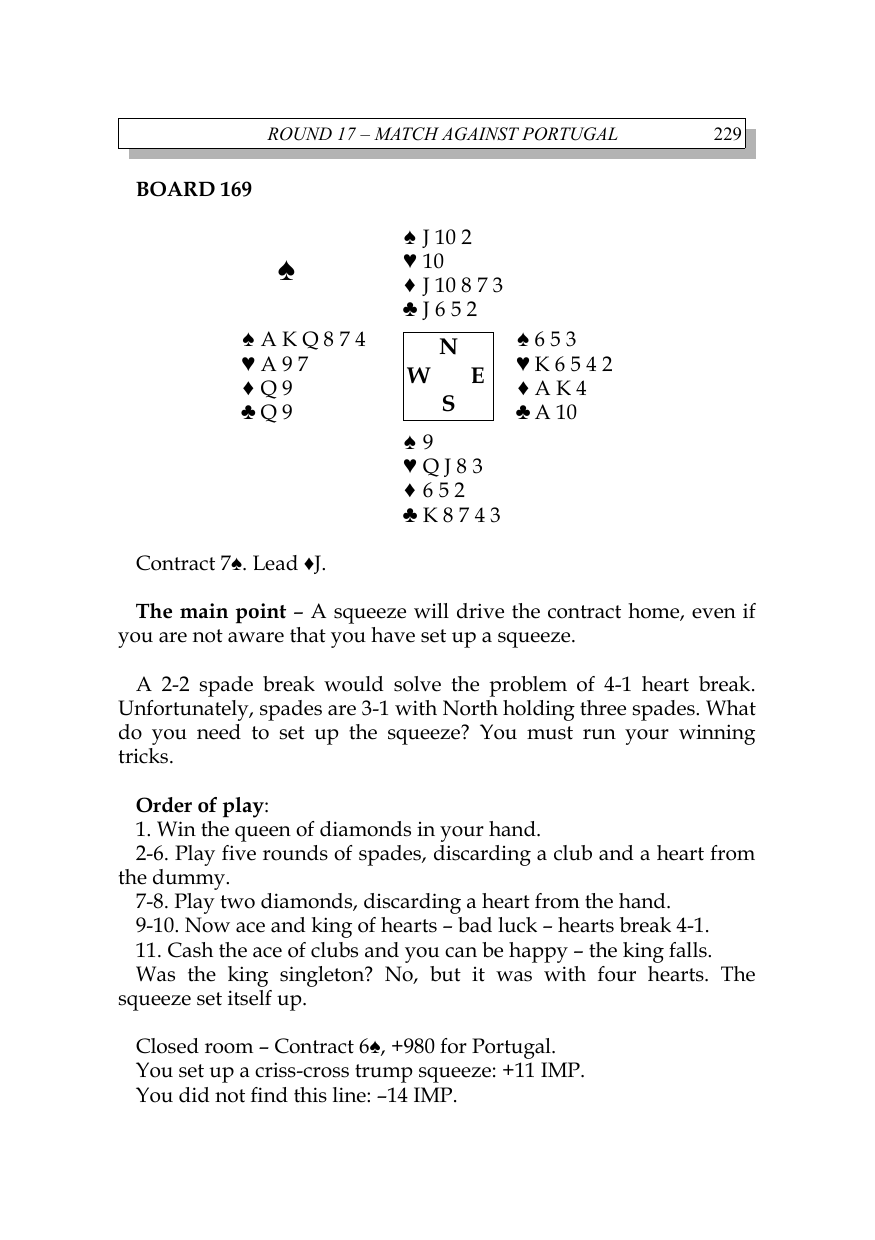 ROUND 17 – MATCH AGAINST PORTUGAL 229
BOARD 169
♠ J 10 2
♥ 10
♠
♦ J 10 8 7 3
♣ J 6 5 2
♠ A K Q 8 7 4
♥ A 9 7
♦ Q 9
♣ Q 9
N
W E
S
♠ 6 5 3
♥ K 6 5 4 2
♦ A K 4
♣ A 10
♠ 9
♥ Q J 8 3
♦ 6 5 2
♣ K 8 7 4 3
Contract 7♠. Lead ♦J.
The main point – A squeeze will drive the contract home, even if
you are not aware that you have set up a squeeze.
A 2-2 spade break would solve the problem of 4-1 heart break.
Unfortunately, spades are 3-1 with North holding three spades. What
do you need to set up the squeeze? You must run your winning
tricks.
Order of play:
1. Win the queen of diamonds in your hand.
2-6. Play five rounds of spades, discarding a club and a heart from
the dummy.
7-8. Play two diamonds, discarding a heart from the hand.
9-10. Now ace and king of hearts – bad luck – hearts break 4-1.
11. Cash the ace of clubs and you can be happy – the king falls.
Was the king singleton? No, but it was with four hearts. The
squeeze set itself up.
Closed room – Contract 6♠, +980 for Portugal.
You set up a criss-cross trump squeeze: +11 IMP.
You did not find this line: –14 IMP.